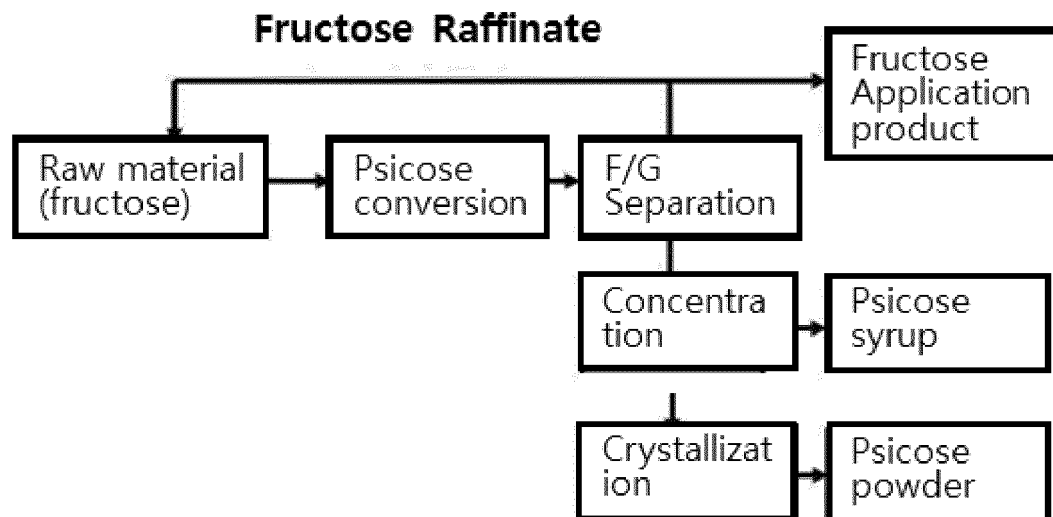 Fructose Raffinate
Fructose
Application
product
Raw material
(fructose)
Psicose
conversion
F/G
Separation
Concentra
tion
Psicose
syrup
Crystallizat
ion
Psicose
powder